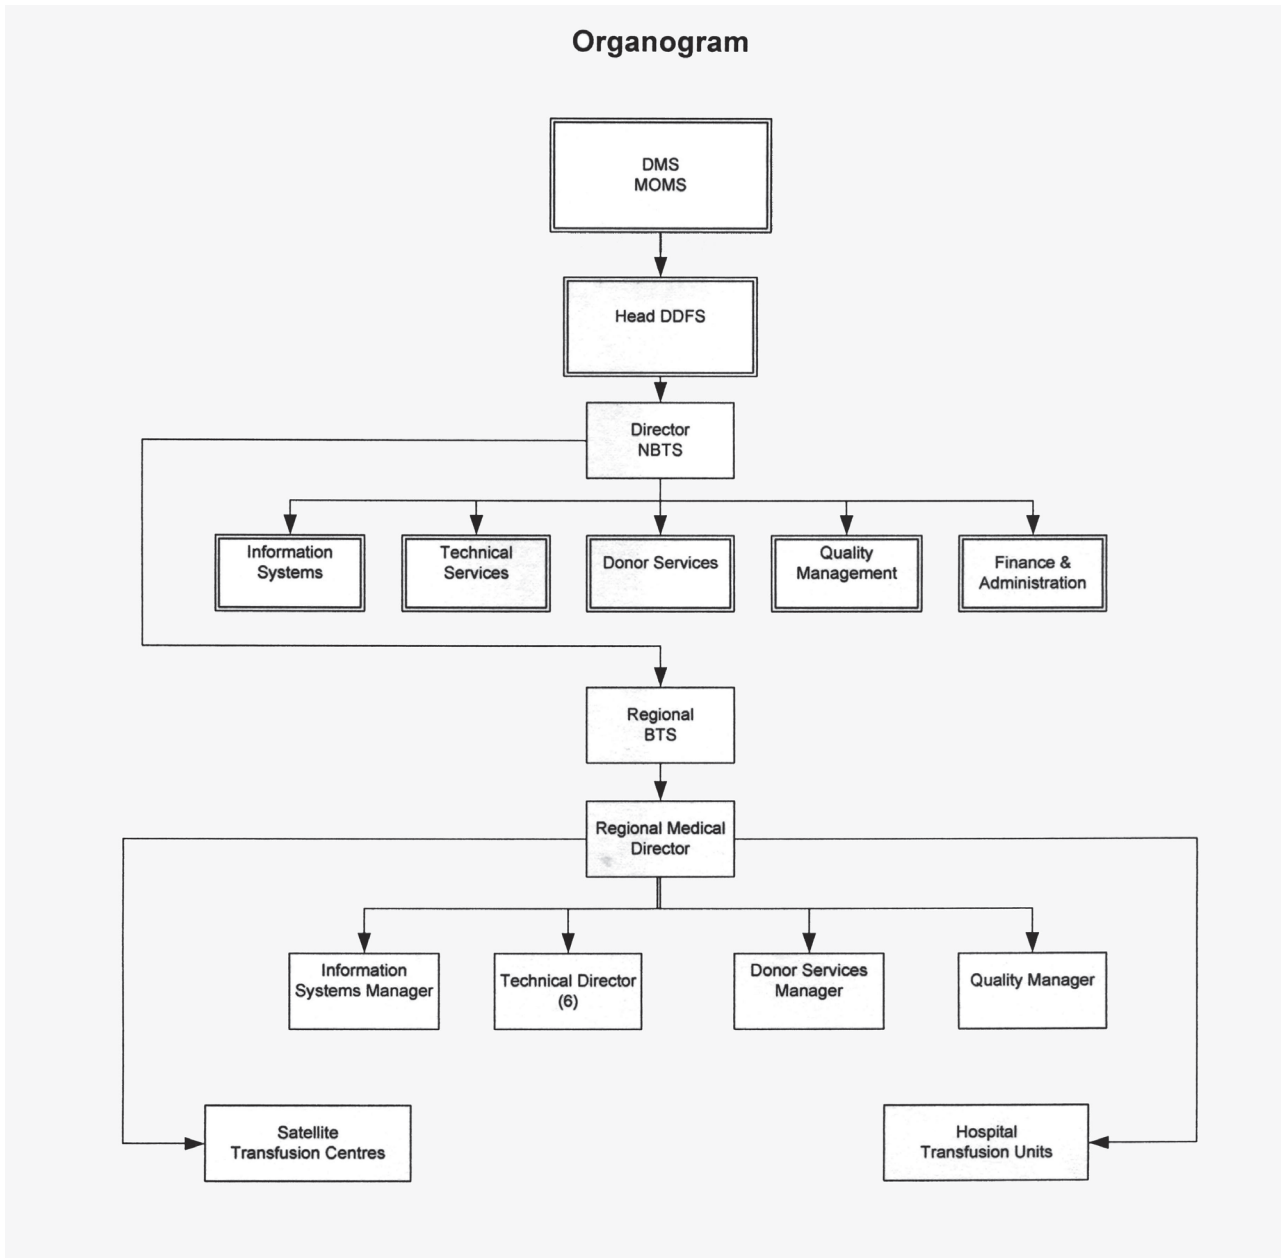 Organogram
DMS
MOMS
Head DDFS
Director
NBTS
Information
Systems
Technical
Services
Donor Services
Quality
Management
Finance &
Administration
Regional
BTS
Regional Medical
Director
Information
Systems Manager
Technical Director
(6)
Donor Services
Manager
Quality Manager
Satellite
Transfusion Centres
Hospital
Transfusion Units